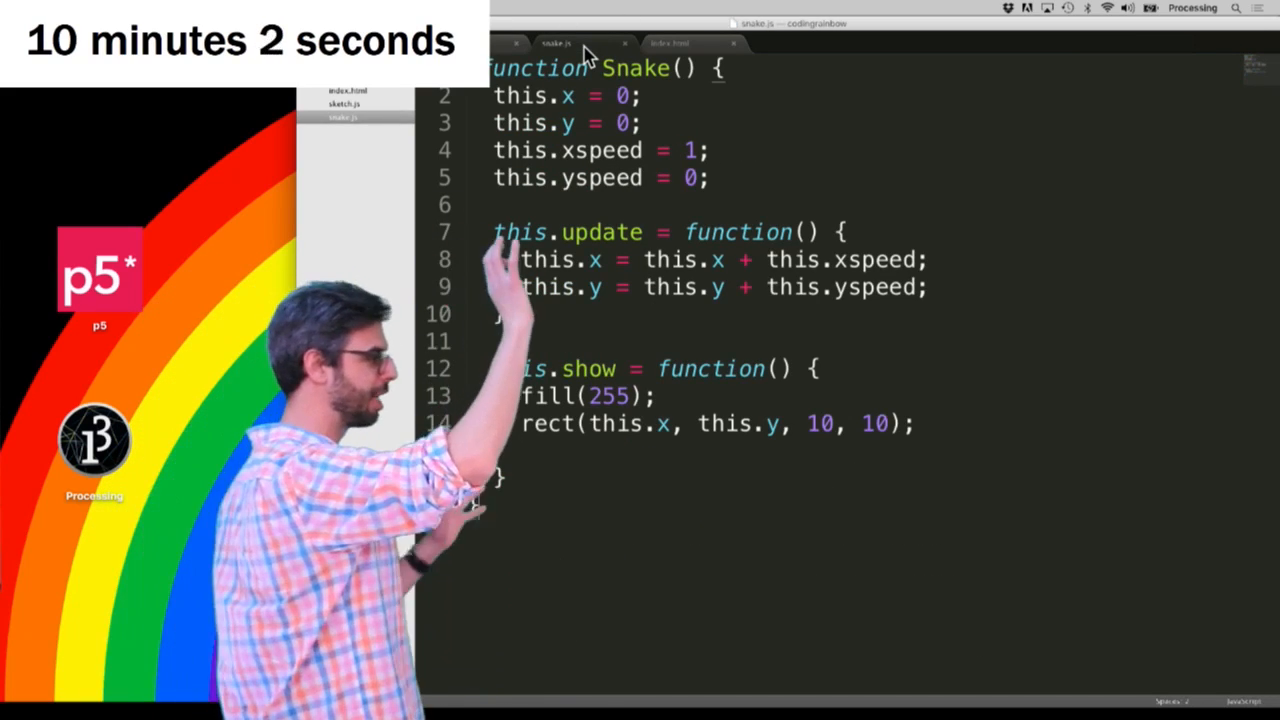 10 minutes 2 seconds
Processing
snake.js — codingrainbow
snake.js
index.html
index.html
sketch.js
snake.js
function Snake() {
2 this.x = 0;
3 this.y = 0;
4 this.xspeed = 1;
5 this.yspeed = 0;
6
7 this.update = function() {
8 this.x = this.x + this.xspeed;
9 this.y = this.y + this.yspeed;
10 }
11
12 is.show = function() {
13 fill(255);
14 rect(this.x, this.y, 10, 10);
}
}
p5*
p5
Processing
Spaces: 2
JavaScript